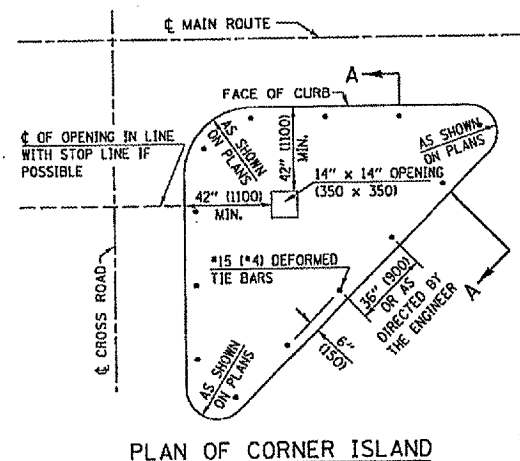 ℄ MAIN ROUTE
A
FACE OF CURB
℄ OF OPENING IN LINE
WITH STOP LINE IF
POSSIBLE
AS SHOWN
ON PLANS
42" (1100)
MIN.
AS SHOWN
ON PLANS
14" x 14" OPENING
(350 x 350)
42" (1100)
MIN.
℄ CROSS ROAD
#15 (#4) DEFORMED
TIE BARS
36" (900)
OR AS
DIRECTED BY
THE ENGINEER
A
6"
(150)
AS SHOWN
ON PLANS
PLAN OF CORNER ISLAND